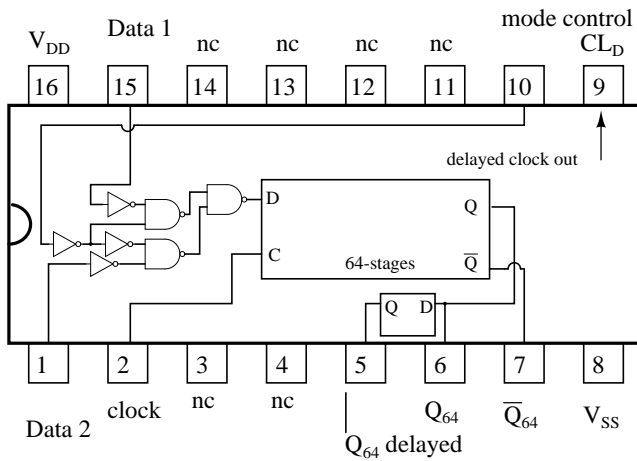 Data 1
mode control
V_DD
nc
nc
nc
nc
CL_D
16
15
14
13
12
11
10
9
delayed clock out
D
Q
C
64-stages
Q̅
Q
D
1
2
3
4
5
6
7
8
Data 2
clock
nc
nc
Q_64 delayed
Q_64
Q̅_64
V_SS